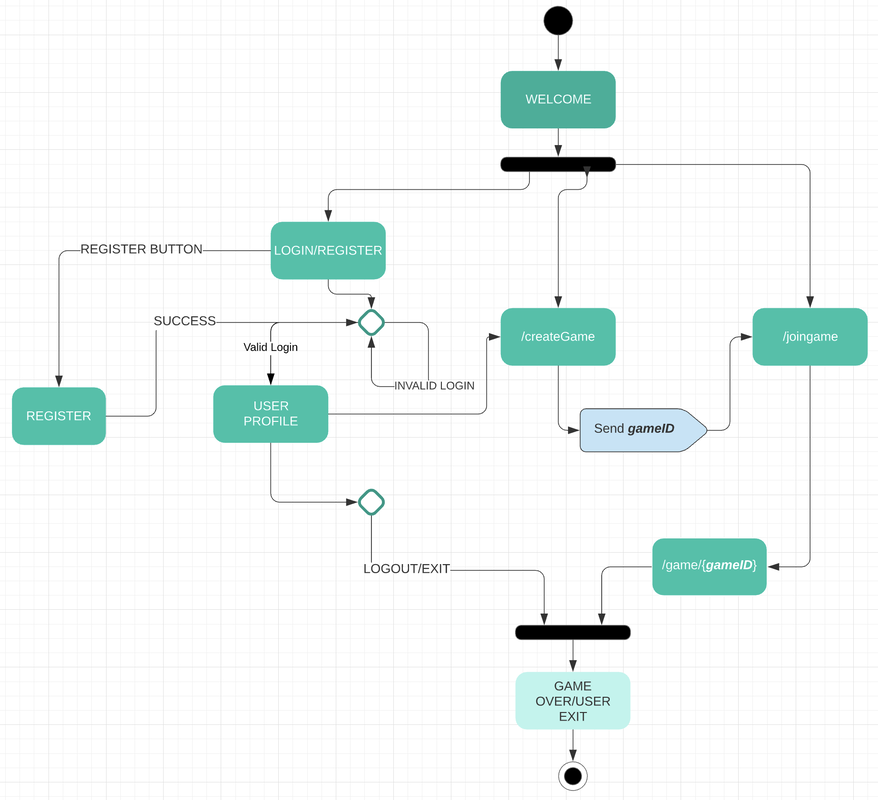 WELCOME
REGISTER BUTTON
LOGIN/REGISTER
SUCCESS
Valid Login
/createGame
/joingame
INVALID LOGIN
REGISTER
USER
PROFILE
Send gameID
/game/{gameID}
LOGOUT/EXIT
GAME
OVER/USER
EXIT